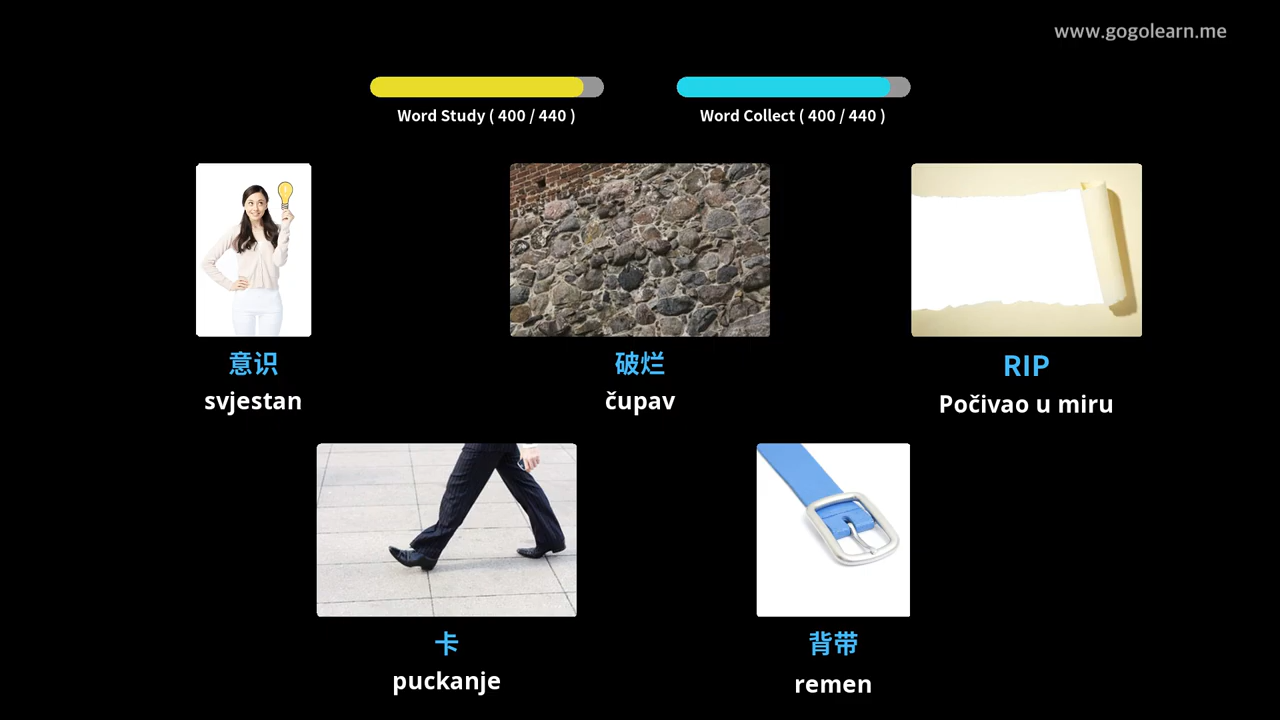 www.gogolearn.me
Word Study ( 400 / 440 )
Word Collect ( 400 / 440 )
意识
svjestan
破烂
čupav
RIP
Počivao u miru
卡
puckanje
背带
remen